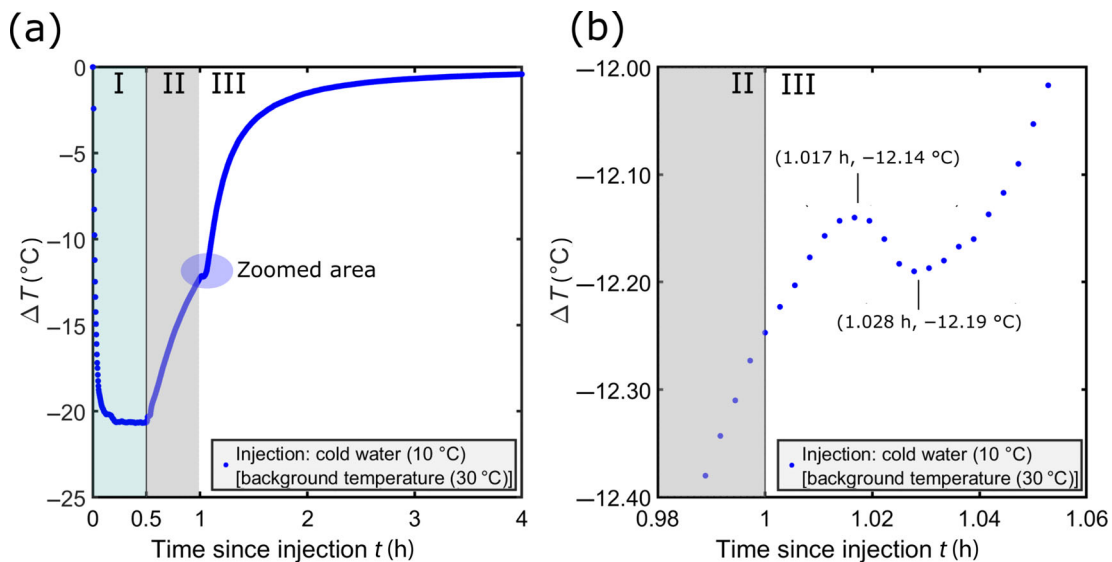 (a)
I II III
0
−5
−10
−15
−20
−25
ΔT (°C)
Zoomed area
Injection: cold water (10 °C)
[background temperature (30 °C)]
0 0.5 1 2 3 4
Time since injection t (h)
(b)
II III
−12.00
−12.10
−12.20
−12.30
−12.40
ΔT (°C)
(1.017 h, −12.14 °C)
(1.028 h, −12.19 °C)
Injection: cold water (10 °C)
[background temperature (30 °C)]
0.98 1 1.02 1.04 1.06
Time since injection t (h)